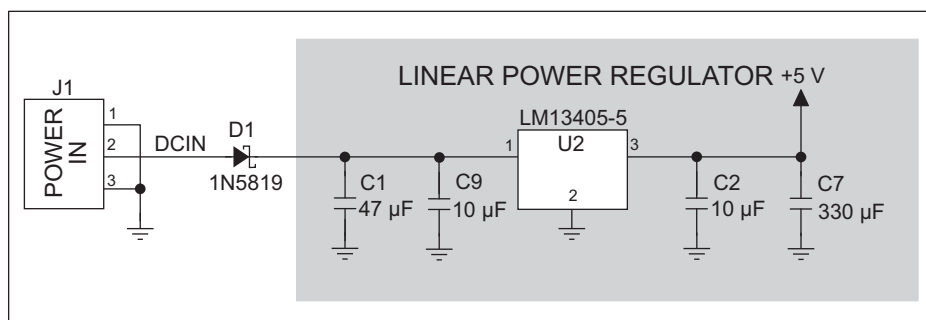 LINEAR POWER REGULATOR +5 V
J1
LM13405-5
1
D1
U2
DCIN
2
1
3
POWER IN
3
1N5819
C1
47 µF
C9
10 µF
2
C2
10 µF
C7
330 µF